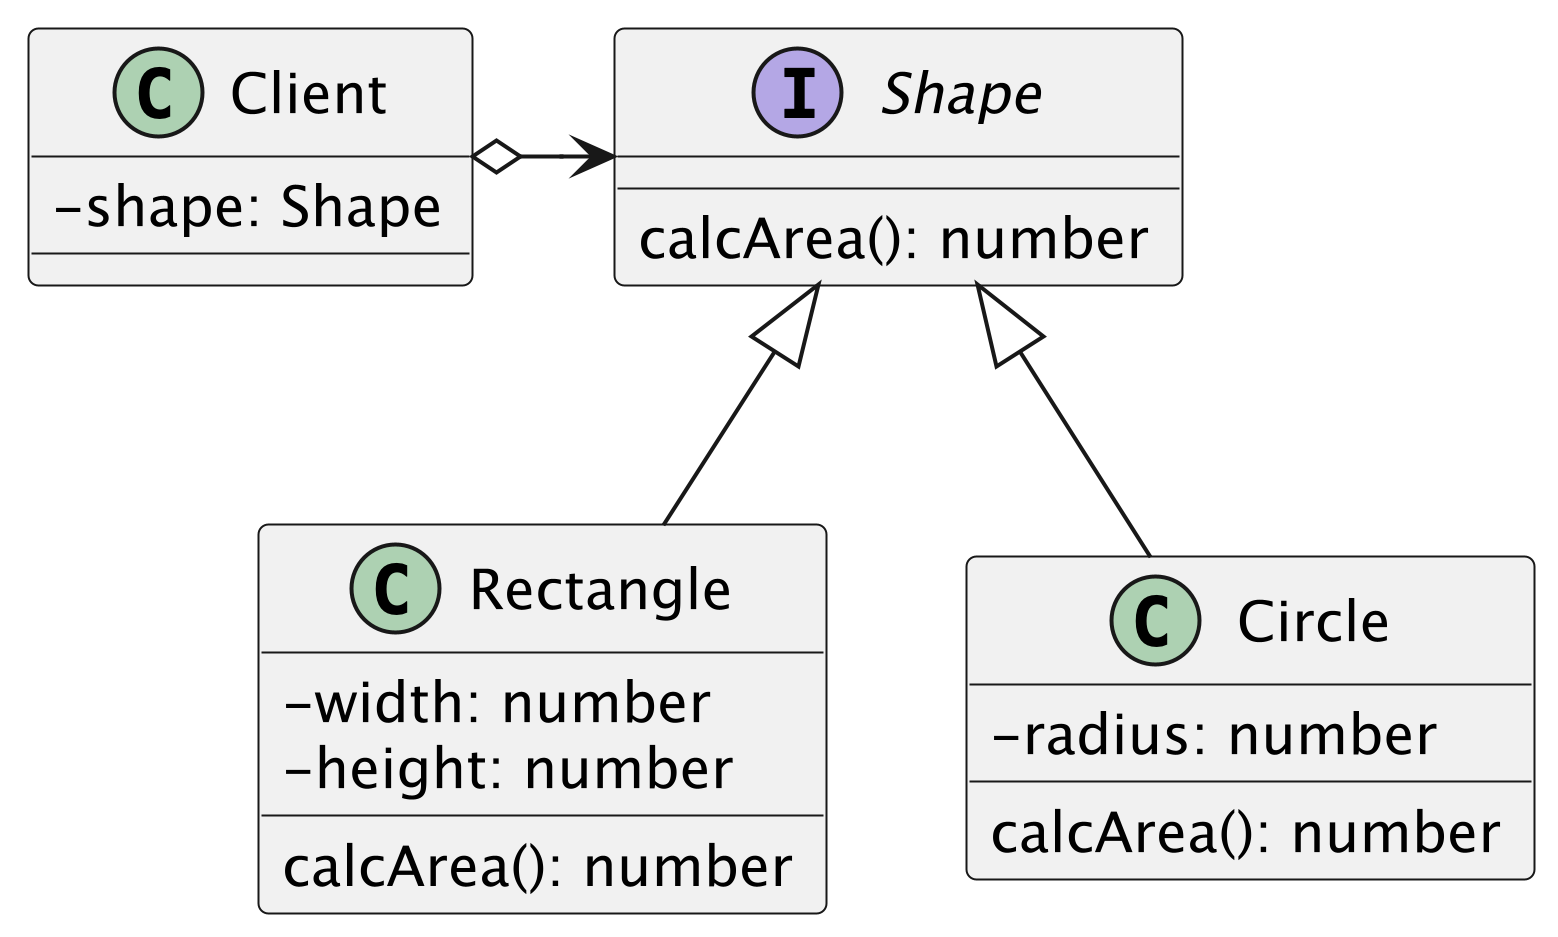 C Client
-shape: Shape
I Shape
calcArea(): number
C Rectangle
-width: number
-height: number
calcArea(): number
C Circle
-radius: number
calcArea(): number